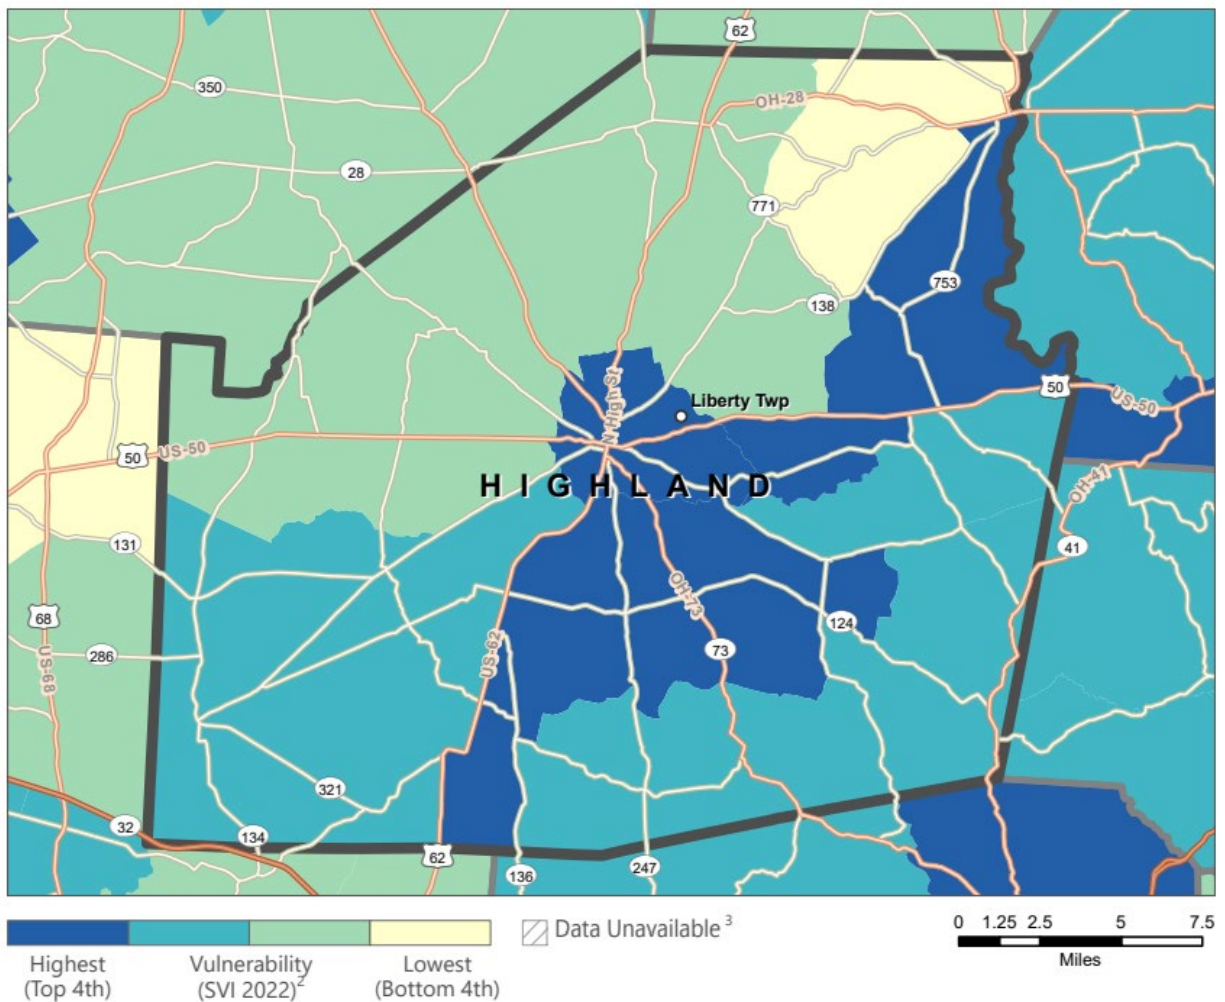 62
350
OH-28
28
771
753
138
50
US-50
N High St
Liberty Twp
US-50
50
HIGHLAND
OH-41
131
41
OH-73
68
124
US-62
73
286
US-68
321
32
134
62
136
247
Highest
(Top 4th)
Vulnerability
(SVI 2022)2
Lowest
(Bottom 4th)
Data Unavailable 3
0 1.25 2.5 5 7.5
Miles